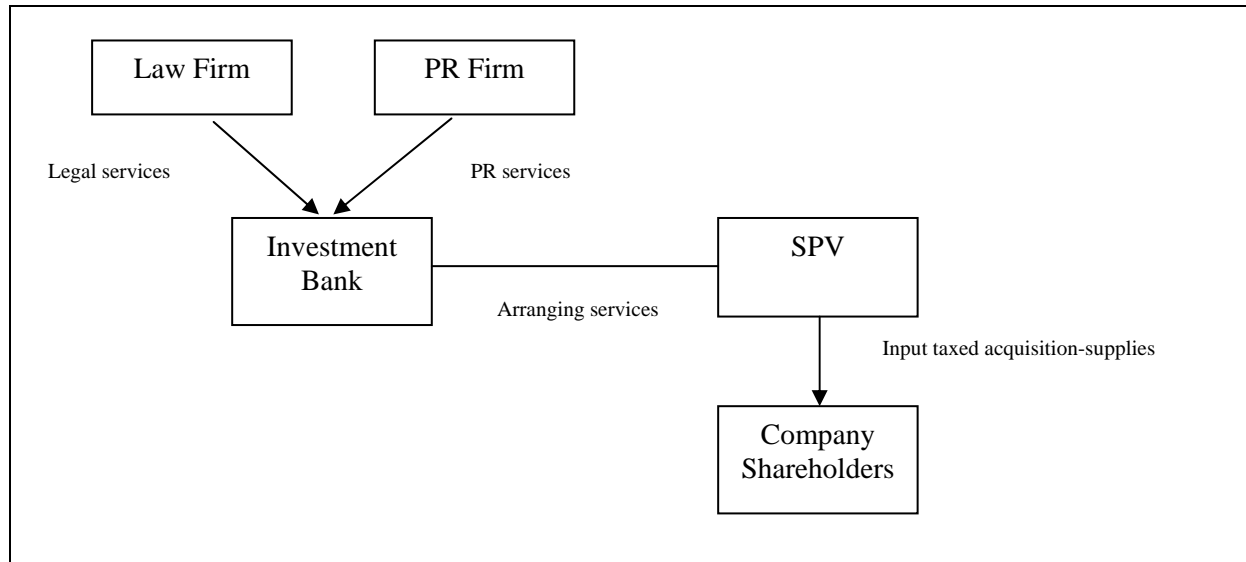 Law Firm
PR Firm
Legal services
PR services
Investment
Bank
SPV
Arranging services
Input taxed acquisition-supplies
Company
Shareholders